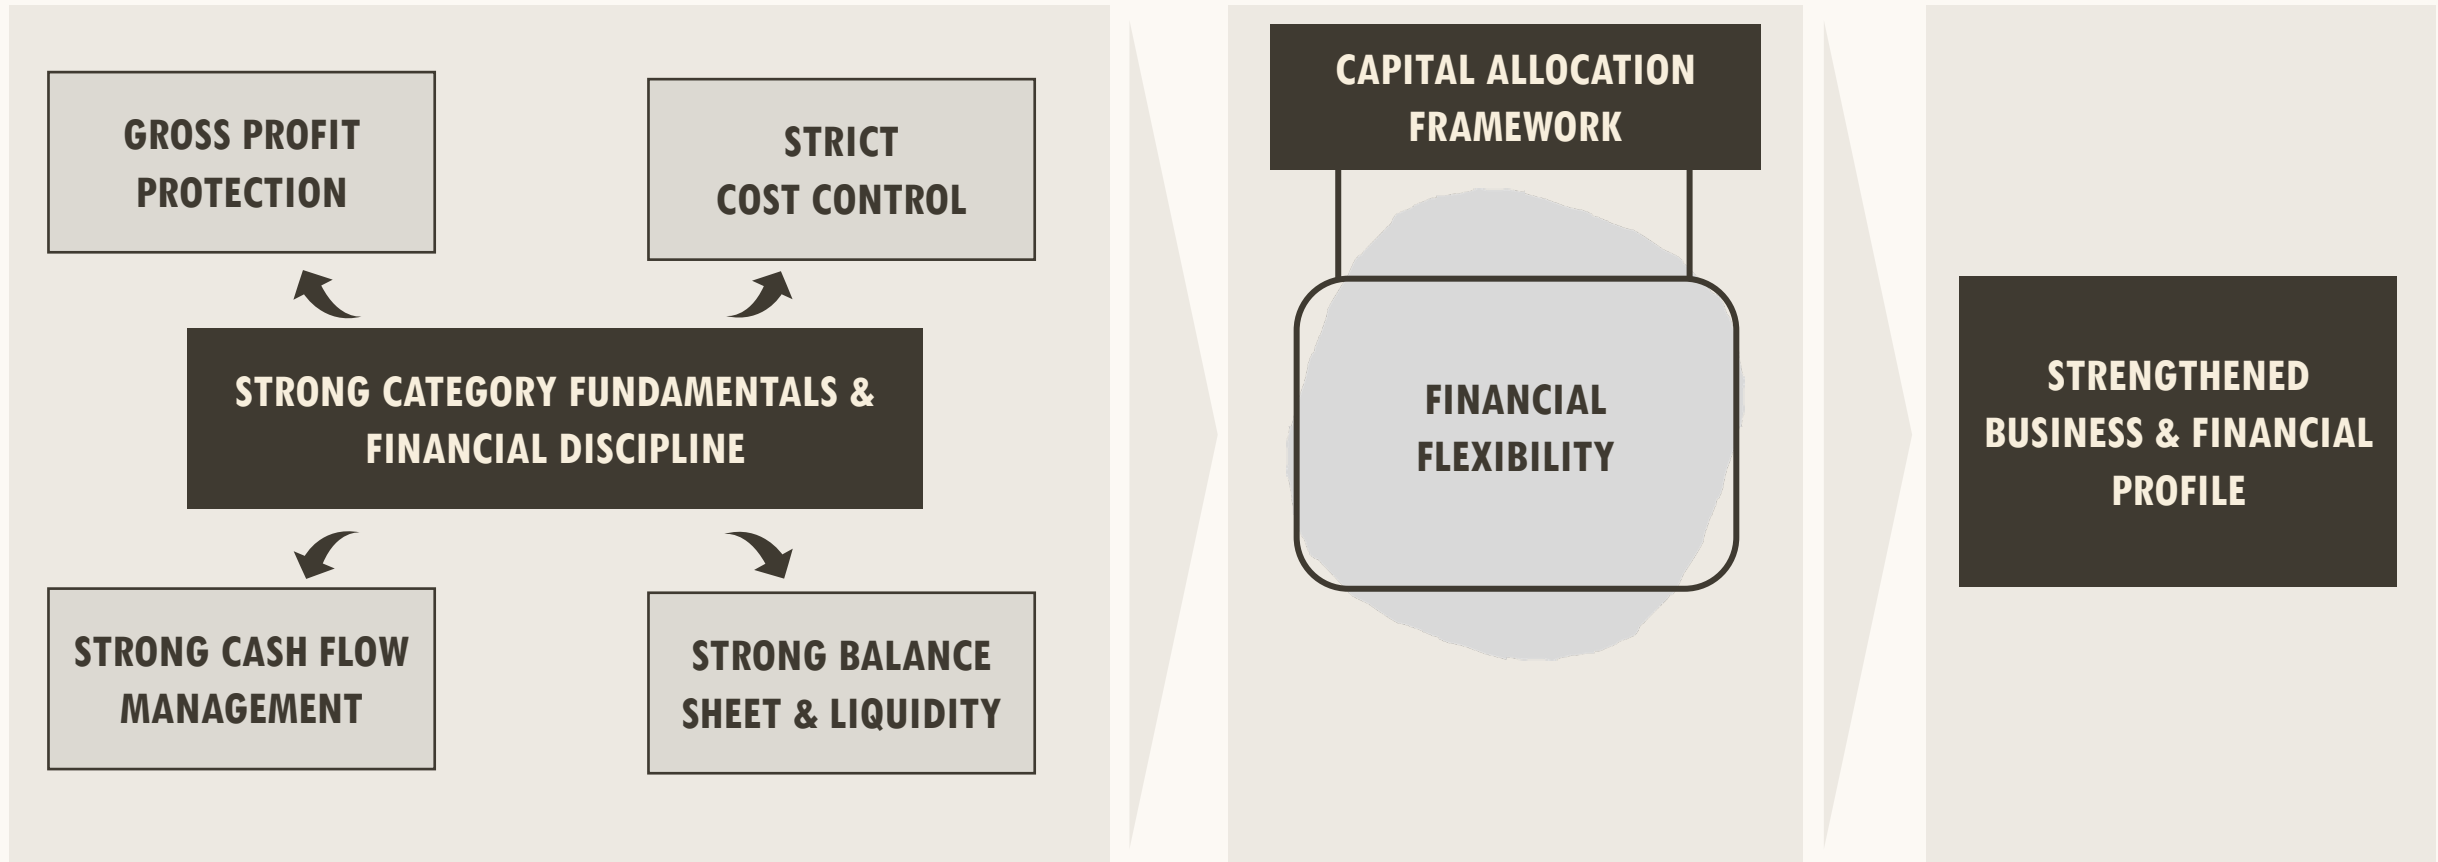 GROSS PROFIT
PROTECTION
STRICT
COST CONTROL
STRONG CATEGORY FUNDAMENTALS &
FINANCIAL DISCIPLINE
STRONG CASH FLOW
MANAGEMENT
STRONG BALANCE
SHEET & LIQUIDITY
CAPITAL ALLOCATION
FRAMEWORK
FINANCIAL
FLEXIBILITY
STRENGTHENED
BUSINESS & FINANCIAL
PROFILE